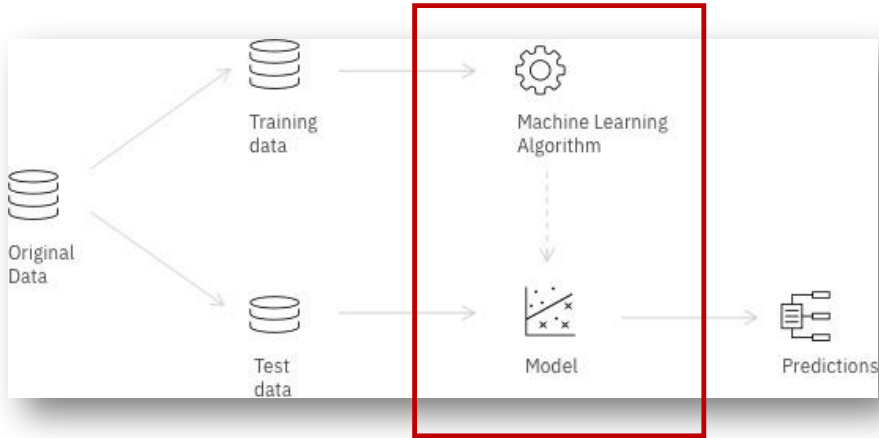 Training
data
Machine Learning
Algorithm
Original
Data
Test
data
Model
Predictions